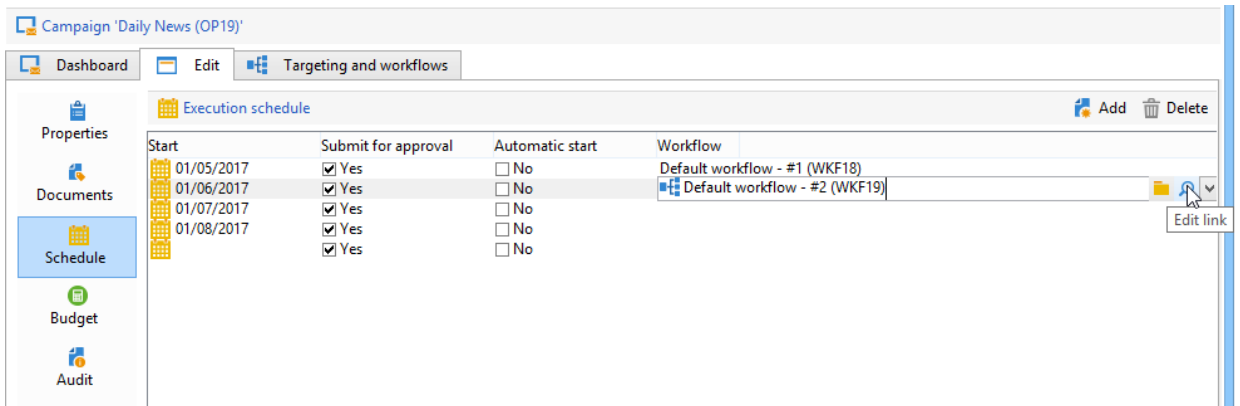 Campaign 'Daily News (OP19)'
Dashboard Edit Targeting and workflows
Properties
Documents
Schedule
Budget
Audit
Execution schedule Add Delete
Start Submit for approval Automatic start Workflow
01/05/2017 Yes No Default workflow - #1 (WKF18)
01/06/2017 Yes No Default workflow - #2 (WKF19)
01/07/2017 Yes No
01/08/2017 Yes No
Yes No
Edit link